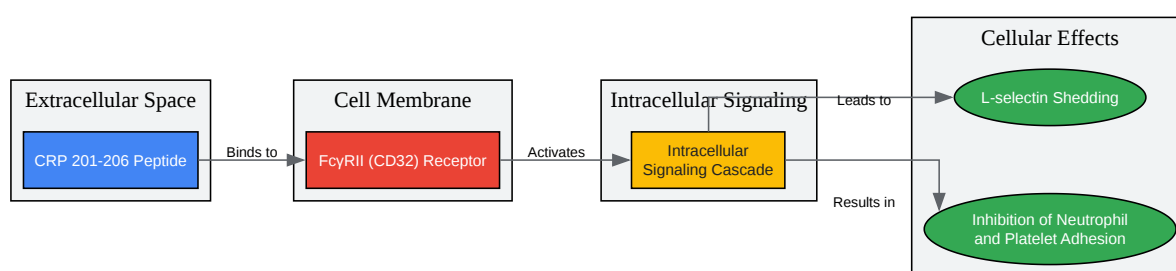 Extracellular Space
CRP 201-206 Peptide
Binds to
Cell Membrane
FcγRII (CD32) Receptor
Activates
Intracellular Signaling
Intracellular
Signaling Cascade
Leads to
Results in
Cellular Effects
L-selectin Shedding
Inhibition of Neutrophil
and Platelet Adhesion